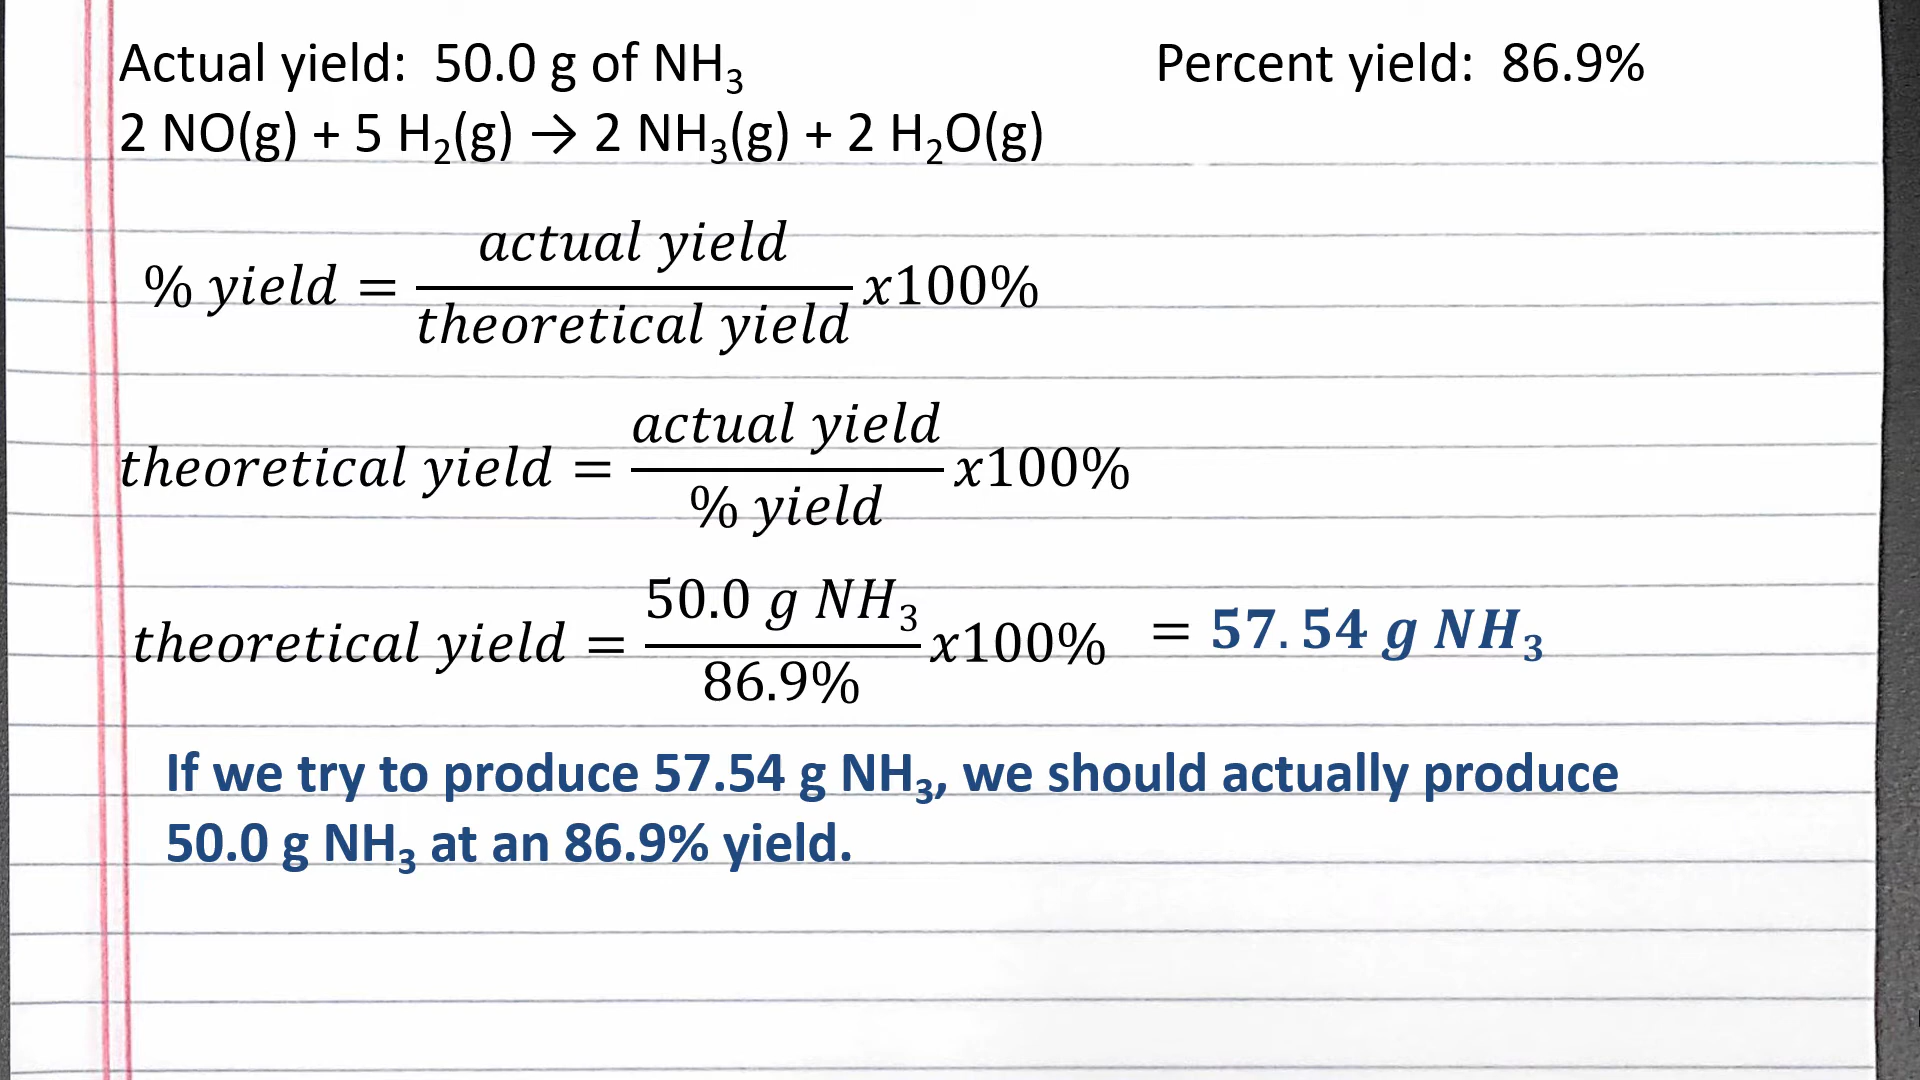 Actual yield: 50.0 g of NH₃ Percent yield: 86.9%
2 NO(g) + 5 H₂(g) → 2 NH₃(g) + 2 H₂O(g)
% yield = actual yield / theoretical yield x100%
theoretical yield = actual yield / % yield x100%
theoretical yield = 50.0 g NH₃ / 86.9% x100% = 57.54 g NH₃
If we try to produce 57.54 g NH₃, we should actually produce
50.0 g NH₃ at an 86.9% yield.